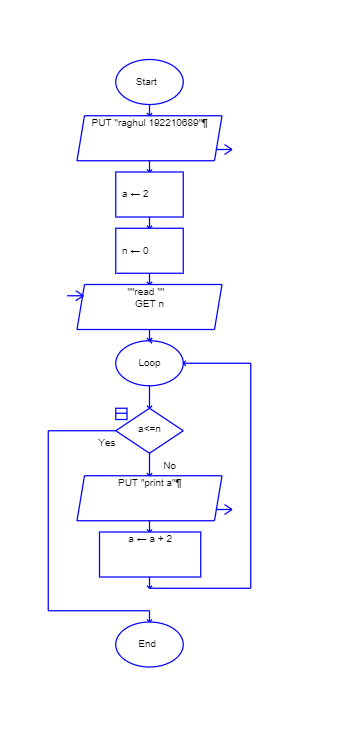 Start
PUT "raghul 192210689"¶
a ← 2
n ← 0
""read ""
GET n
Loop
a<=n
Yes
No
PUT "print a"¶
a ← a + 2
End